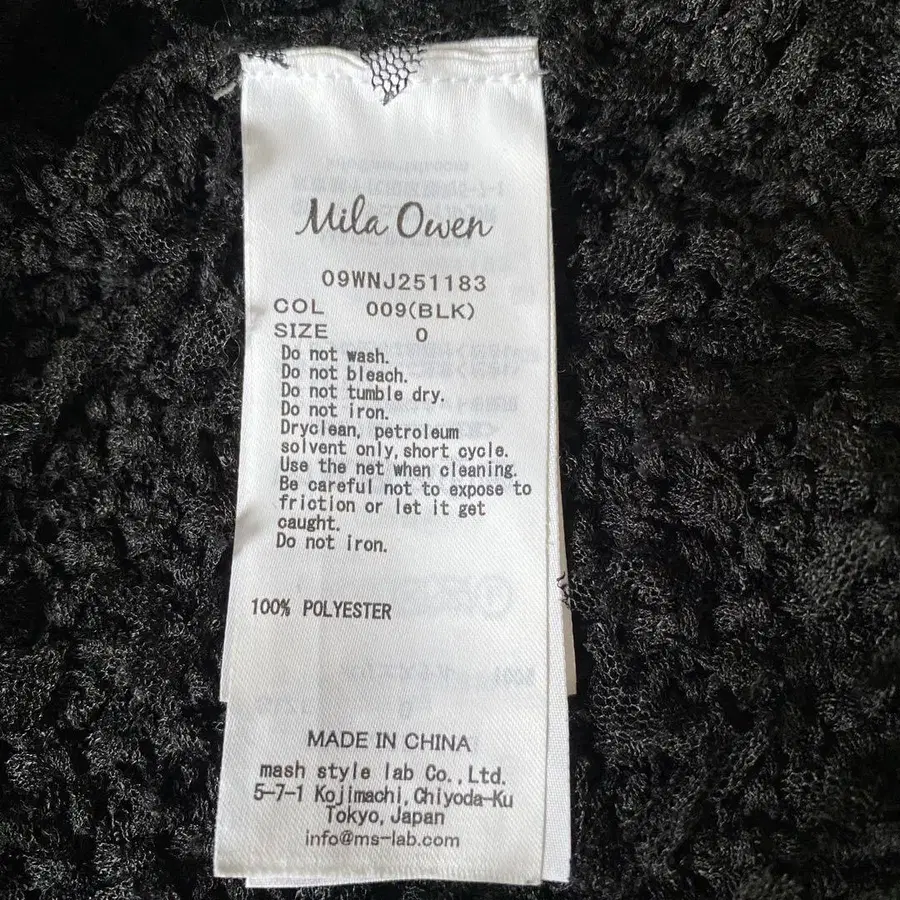 Mila Owen
09WNJ251183
COL 009(BLK)
SIZE 0
Do not wash.
Do not bleach.
Do not tumble dry.
Do not iron.
Dryclean, petroleum
solvent only, short cycle.
Use the net when cleaning.
Be careful not to expose to
friction or let it get
caught.
Do not iron.
100% POLYESTER
MADE IN CHINA
mash style lab Co., Ltd.
5-7-1 Kojimachi, Chiyoda-Ku
Tokyo, Japan
info@ms-lab.com